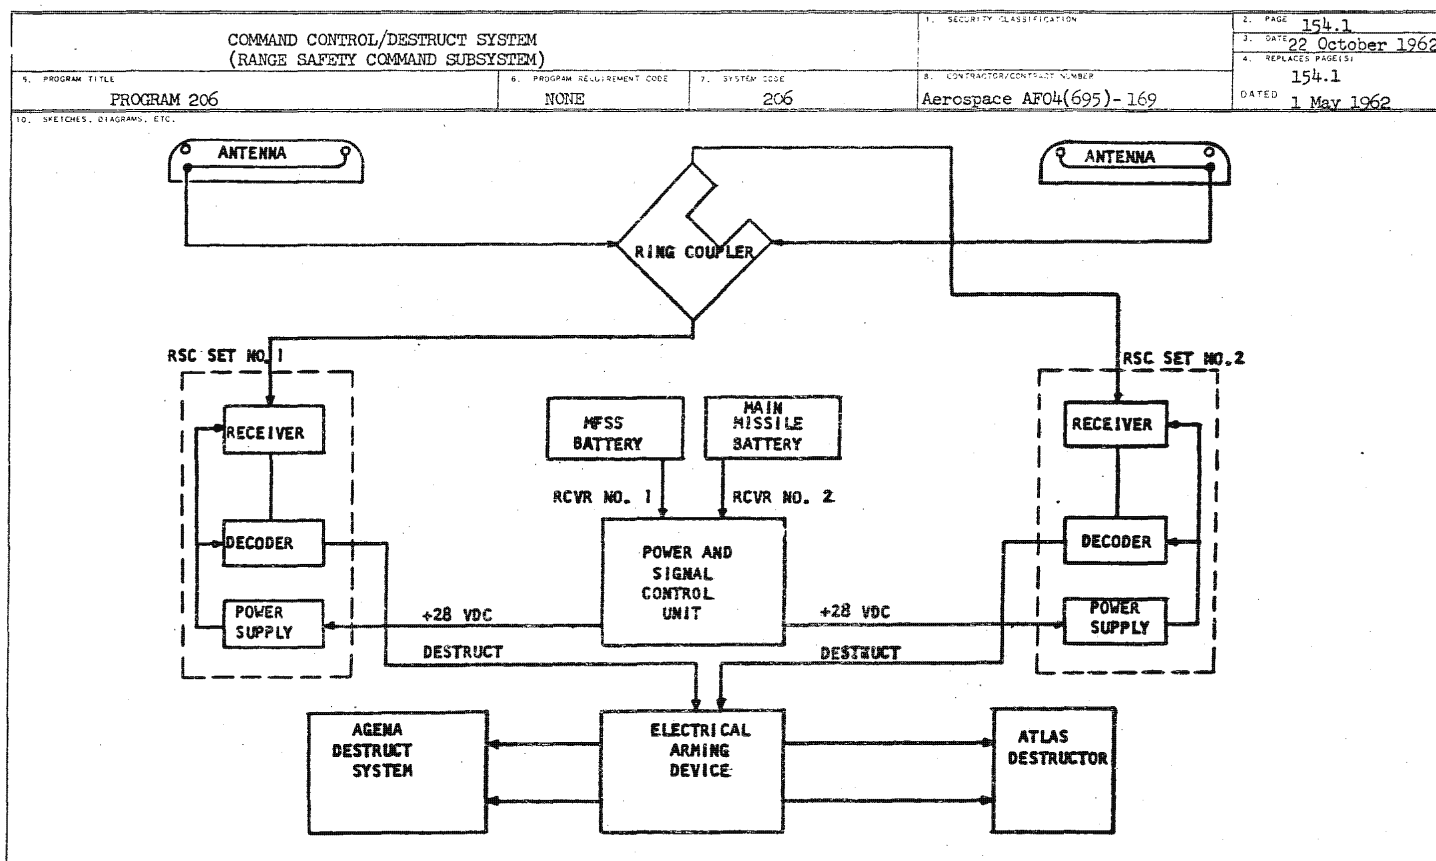 COMMAND CONTROL/DESTRUCT SYSTEM
(RANGE SAFETY COMMAND SUBSYSTEM)
1. SECURITY CLASSIFICATION
2. PAGE 154.1
3. DATE 22 October 1962
4. REPLACES PAGE(S)
154.1
DATED 1 May 1962
5. PROGRAM TITLE
PROGRAM 206
6. PROGRAM REQUIREMENT CODE
NONE
7. SYSTEM CODE
206
8. CONTRACTOR/CONTRACT NUMBER
Aerospace AF04(695)-169
10. SKETCHES, DIAGRAMS, ETC.
ANTENNA
ANTENNA
RING COUPLER
RSC SET NO. 1
RSC SET NO. 2
RECEIVER
MFSS
BATTERY
MAIN
MISSILE
BATTERY
RECEIVER
RCVR NO. 1
RCVR NO. 2
DECODER
POWER AND
SIGNAL
CONTROL
UNIT
DECODER
POWER
SUPPLY
+28 VDC
+28 VDC
POWER
SUPPLY
DESTRUCT
DESTRUCT
AGENA
DESTRUCT
SYSTEM
ELECTRICAL
ARMING
DEVICE
ATLAS
DESTRUCTOR